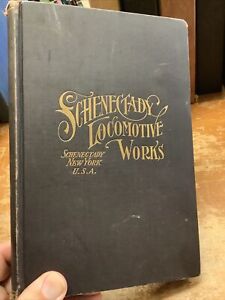 SCHENECTADY
LOCOMOTIVE
WORKS
SCHENECTADY
NEW YORK
U.S.A.